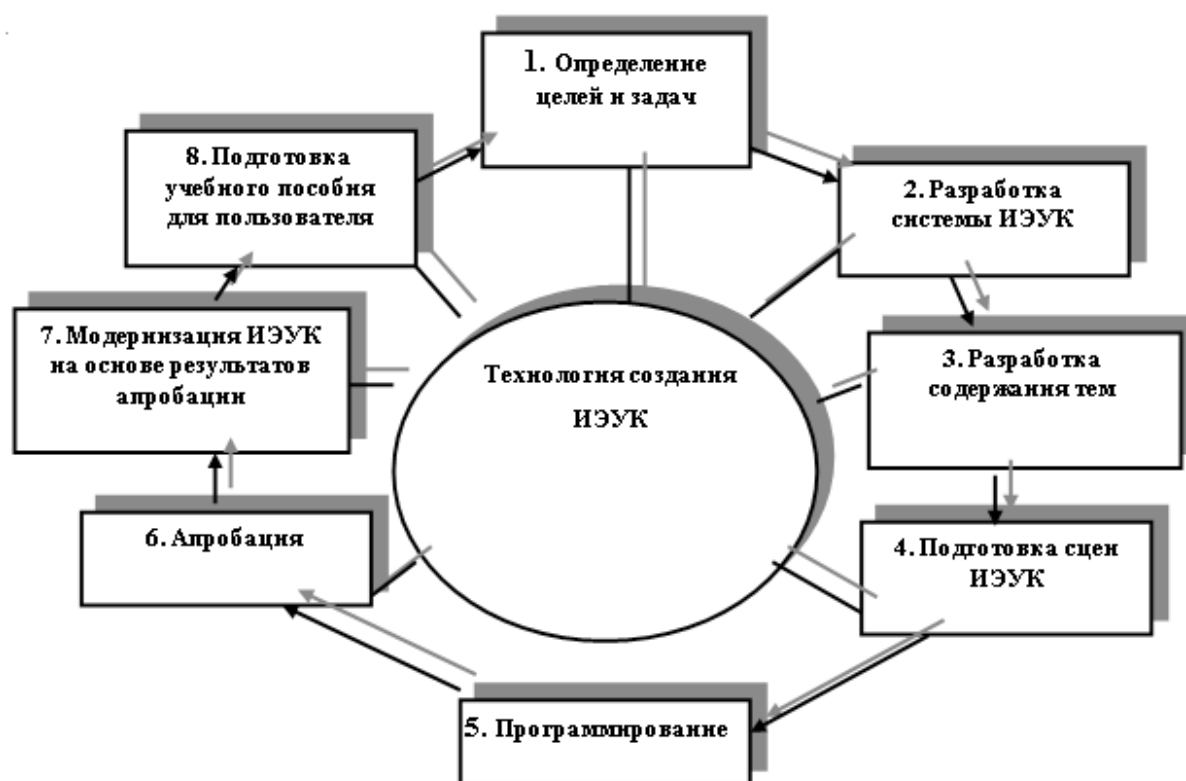 1. Определение
целей и задач
2. Разработка
системы ИЭУК
3. Разработка
содержания тем
4. Подготовка сцен
ИЭУК
5. Программирование
6. Апробация
7. Модернизация ИЭУК
на основе результатов
апробации
8. Подготовка
учебного пособия
для пользователя
Технология создания
ИЭУК